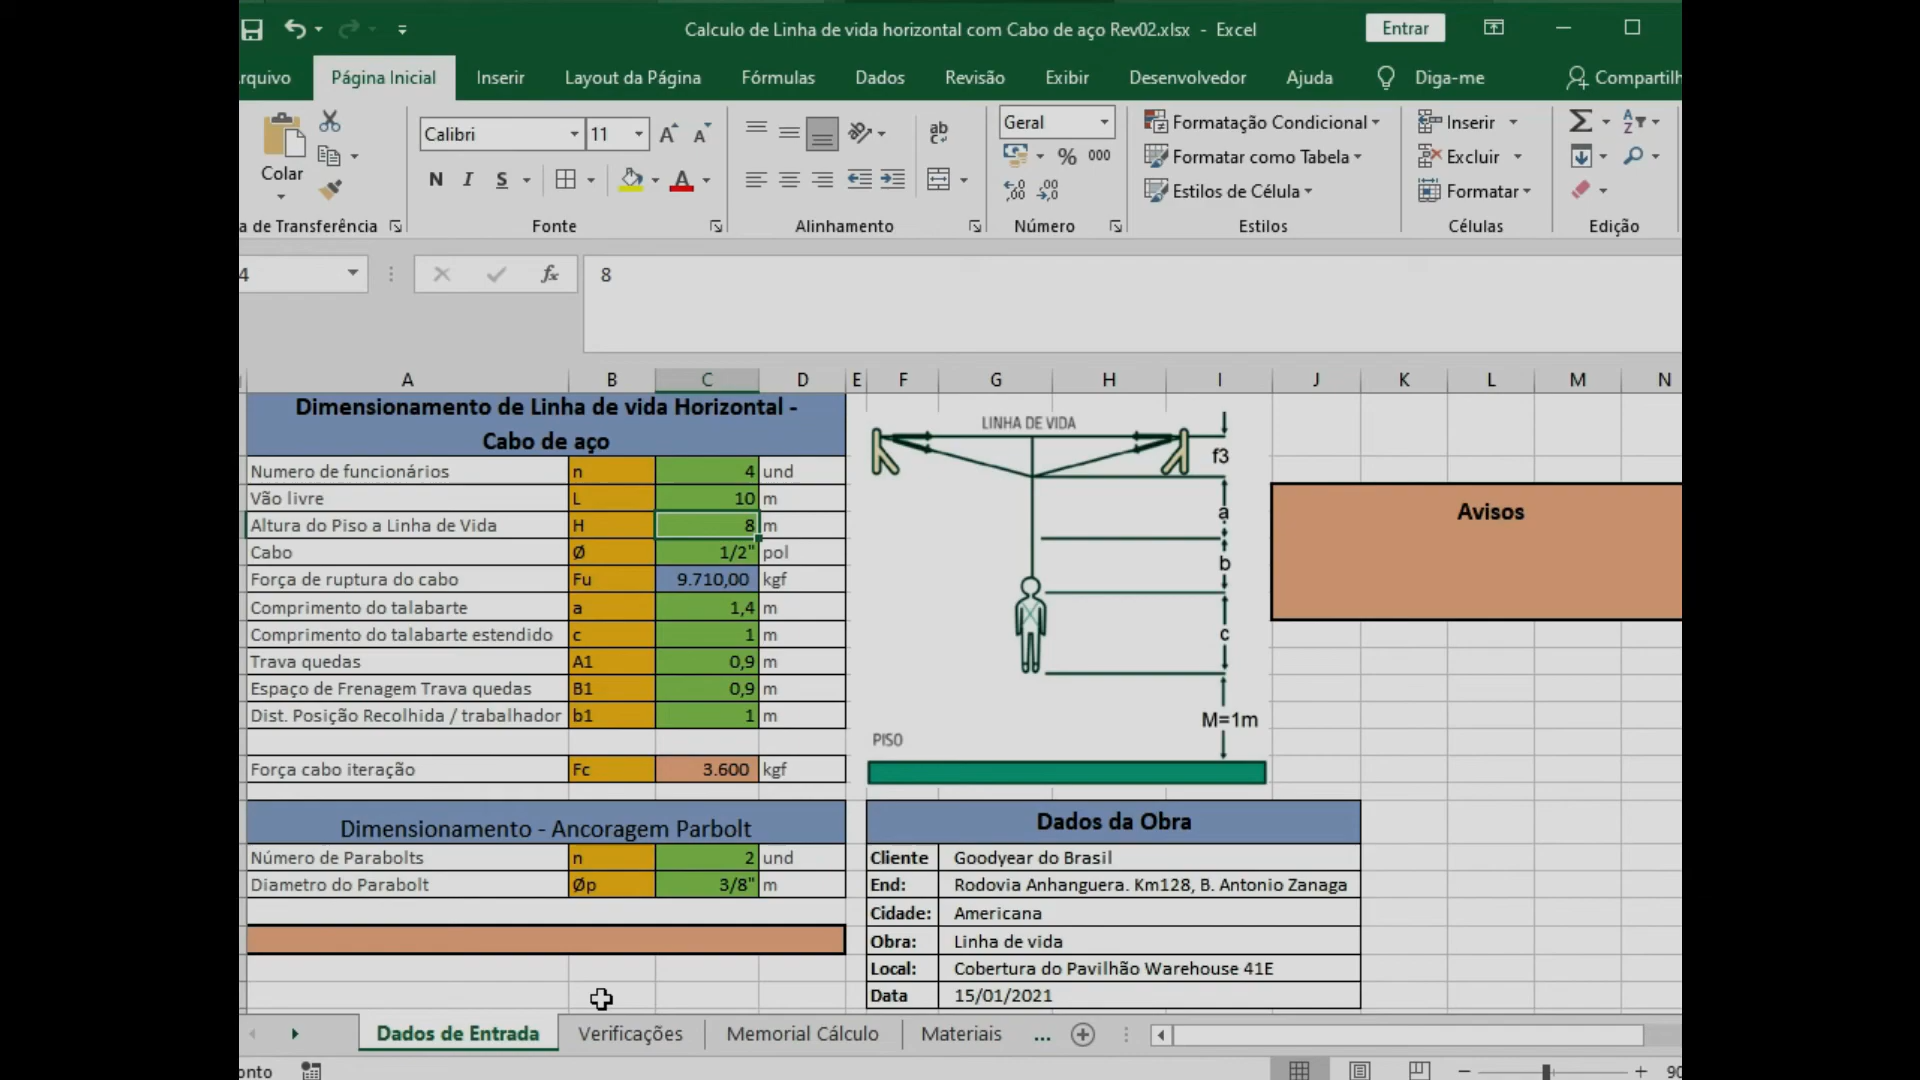 Calculo de Linha de vida horizontal com Cabo de aço Rev02.xlsx - Excel
Entrar
rquivo
Página Inicial
Inserir
Layout da Página
Fórmulas
Dados
Revisão
Exibir
Desenvolvedor
Ajuda
Diga-me
Compartilh
Colar
Calibri
11
A A
N I S A
ab
Geral
% 000
Formatação Condicional
Formatar como Tabela
Estilos de Célula
Inserir
Excluir
Formatar
a de Transferência
Fonte
Alinhamento
Número
Estilos
Células
Edição
4
fx
8
A B C D E F G H I J K L M N
Dimensionamento de Linha de vida Horizontal -
Cabo de aço
Numero de funcionários n 4 und
Vão livre L 10 m
Altura do Piso a Linha de Vida H 8 m
Cabo Ø 1/2" pol
Força de ruptura do cabo Fu 9.710,00 kgf
Comprimento do talabarte a 1,4 m
Comprimento do talabarte estendido c 1 m
Trava quedas A1 0,9 m
Espaço de Frenagem Trava quedas B1 0,9 m
Dist. Posição Recolhida / trabalhador b1 1 m
Força cabo iteração Fc 3.600 kgf
LINHA DE VIDA
f3
a
b
c
M=1m
PISO
Avisos
Dimensionamento - Ancoragem Parbolt
Número de Parabolts n 2 und
Diametro do Parabolt Øp 3/8" m
Dados da Obra
Cliente Goodyear do Brasil
End: Rodovia Anhanguera. Km128, B. Antonio Zanaga
Cidade: Americana
Obra: Linha de vida
Local: Cobertura do Pavilhão Warehouse 41E
Data 15/01/2021
Dados de Entrada
Verificações
Memorial Cálculo
Materiais
...
onto
90